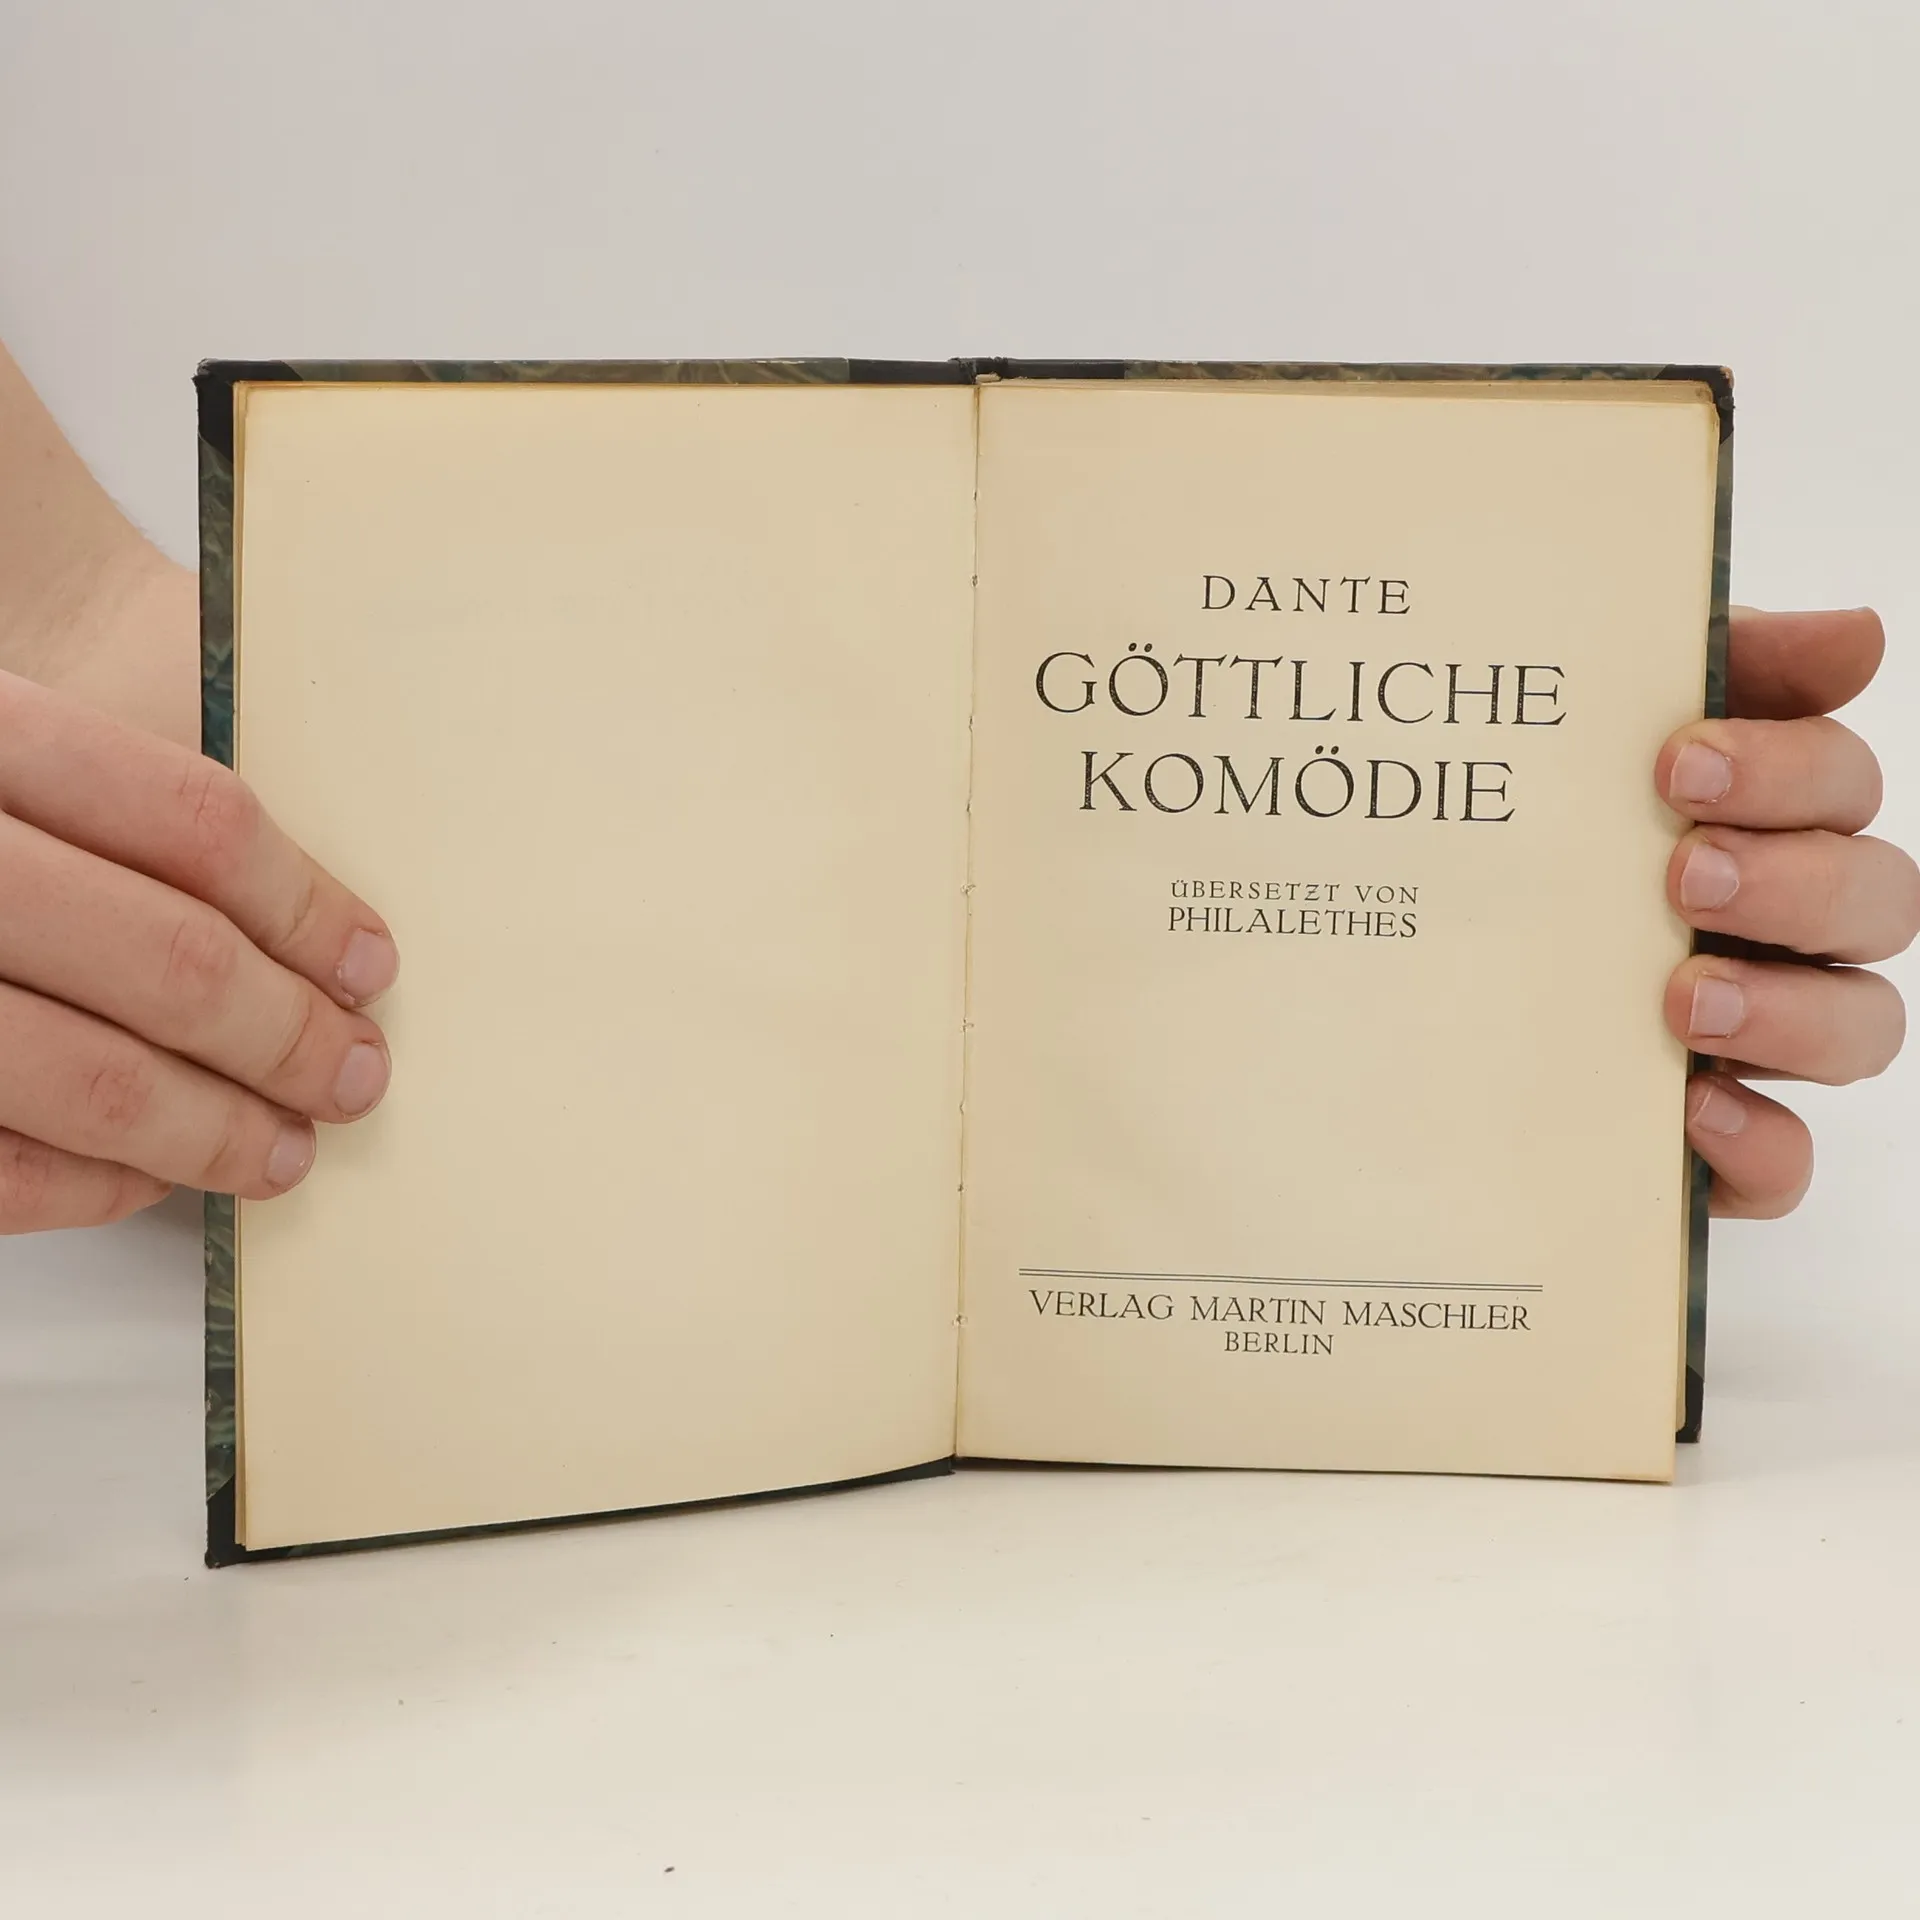 DANTE
GÖTTLICHE
KOMÖDIE
ÜBERSETZT VON
PHILALETHES
VERLAG MARTIN MASCHLER
BERLIN